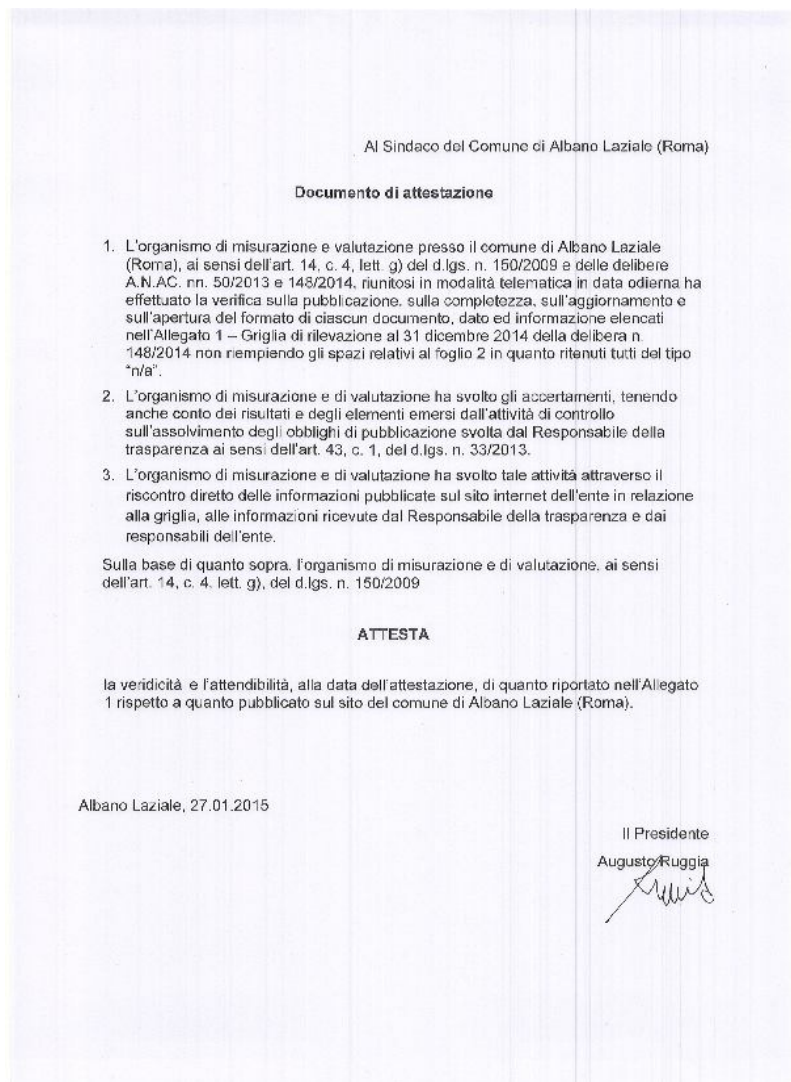 Al Sindaco del Comune di Albano Laziale (Roma)
Documento di attestazione
1. L'organismo di misurazione e valutazione presso il comune di Albano Laziale
(Roma), ai sensi dell'art. 14, c. 4, lett. g) del d.lgs. n. 150/2009 e delle delibere
A.N.AC. nn. 50/2013 e 148/2014, riunitosi in modalità telematica in data odierna ha
effettuato la verifica sulla pubblicazione, sulla completezza, sull'aggiornamento e
sull'apertura del formato di ciascun documento, dato ed informazione elencati
nell'Allegato 1 – Griglia di rilevazione al 31 dicembre 2014 della delibera n.
148/2014 non riempiendo gli spazi relativi al foglio 2 in quanto ritenuti tutti del tipo
"n/a".
2. L'organismo di misurazione e di valutazione ha svolto gli accertamenti, tenendo
anche conto dei risultati e degli elementi emersi dall'attività di controllo
sull'assolvimento degli obblighi di pubblicazione svolta dal Responsabile della
trasparenza ai sensi dell'art. 43, c. 1, del d.lgs. n. 33/2013.
3. L'organismo di misurazione e di valutazione ha svolto tale attività attraverso il
riscontro diretto delle informazioni pubblicate sul sito internet dell'ente in relazione
alla griglia, alle informazioni ricevute dal Responsabile della trasparenza e dai
responsabili dell'ente.
Sulla base di quanto sopra, l'organismo di misurazione e di valutazione, ai sensi
dell'art. 14, c. 4, lett. g), del d.lgs. n. 150/2009
ATTESTA
la veridicità e l'attendibilità, alla data dell'attestazione, di quanto riportato nell'Allegato
1 rispetto a quanto pubblicato sul sito del comune di Albano Laziale (Roma).
Albano Laziale, 27.01.2015
Il Presidente
Augusto Ruggia